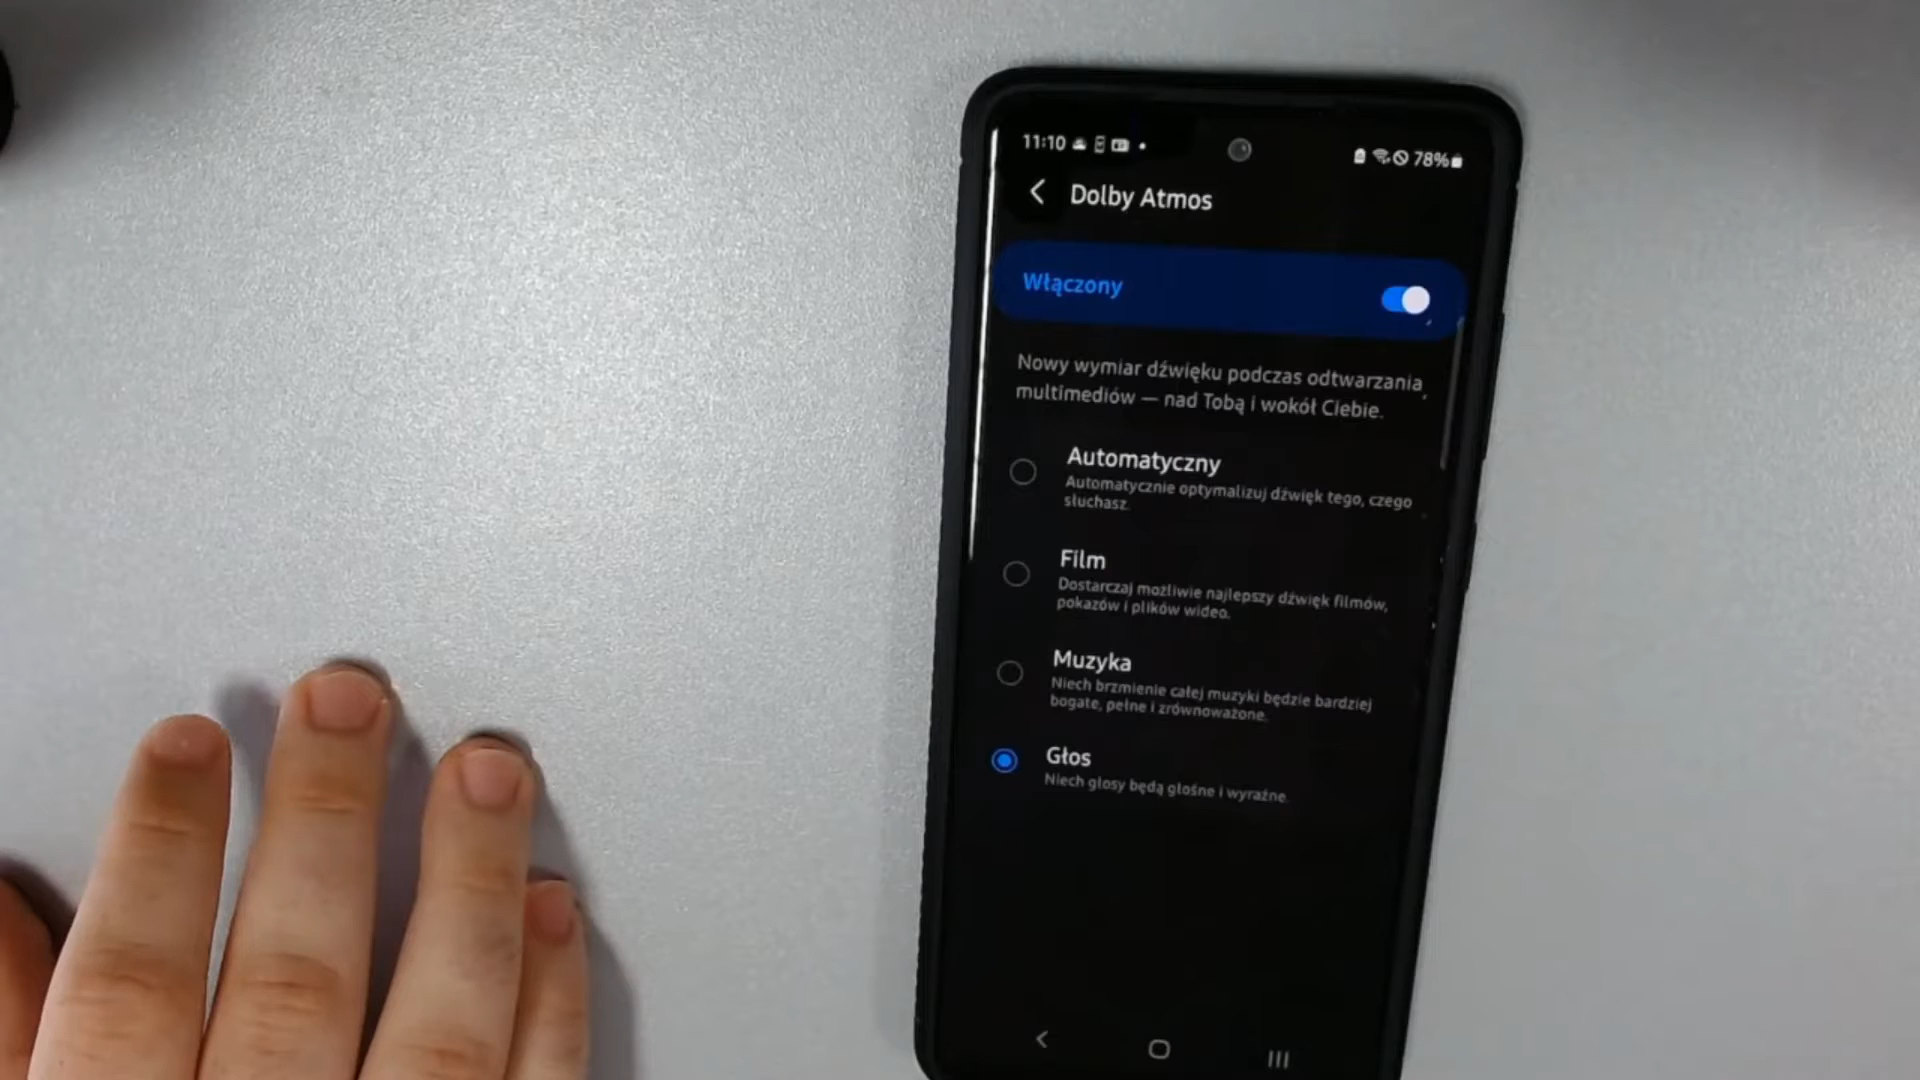 11:10
78%
Dolby Atmos
Włączony
Nowy wymiar dźwięku podczas odtwarzania
multimediów — nad Tobą i wokół Ciebie.
Automatyczny
Automatycznie optymalizuj dźwięk tego, czego
słuchasz.
Film
Dostarczaj możliwie najlepszy dźwięk filmów,
pokazów i plików wideo.
Muzyka
Niech brzmienie całej muzyki będzie bardziej
bogate, pełne i zrównoważone.
Głos
Niech głosy będą głośne i wyraźne.